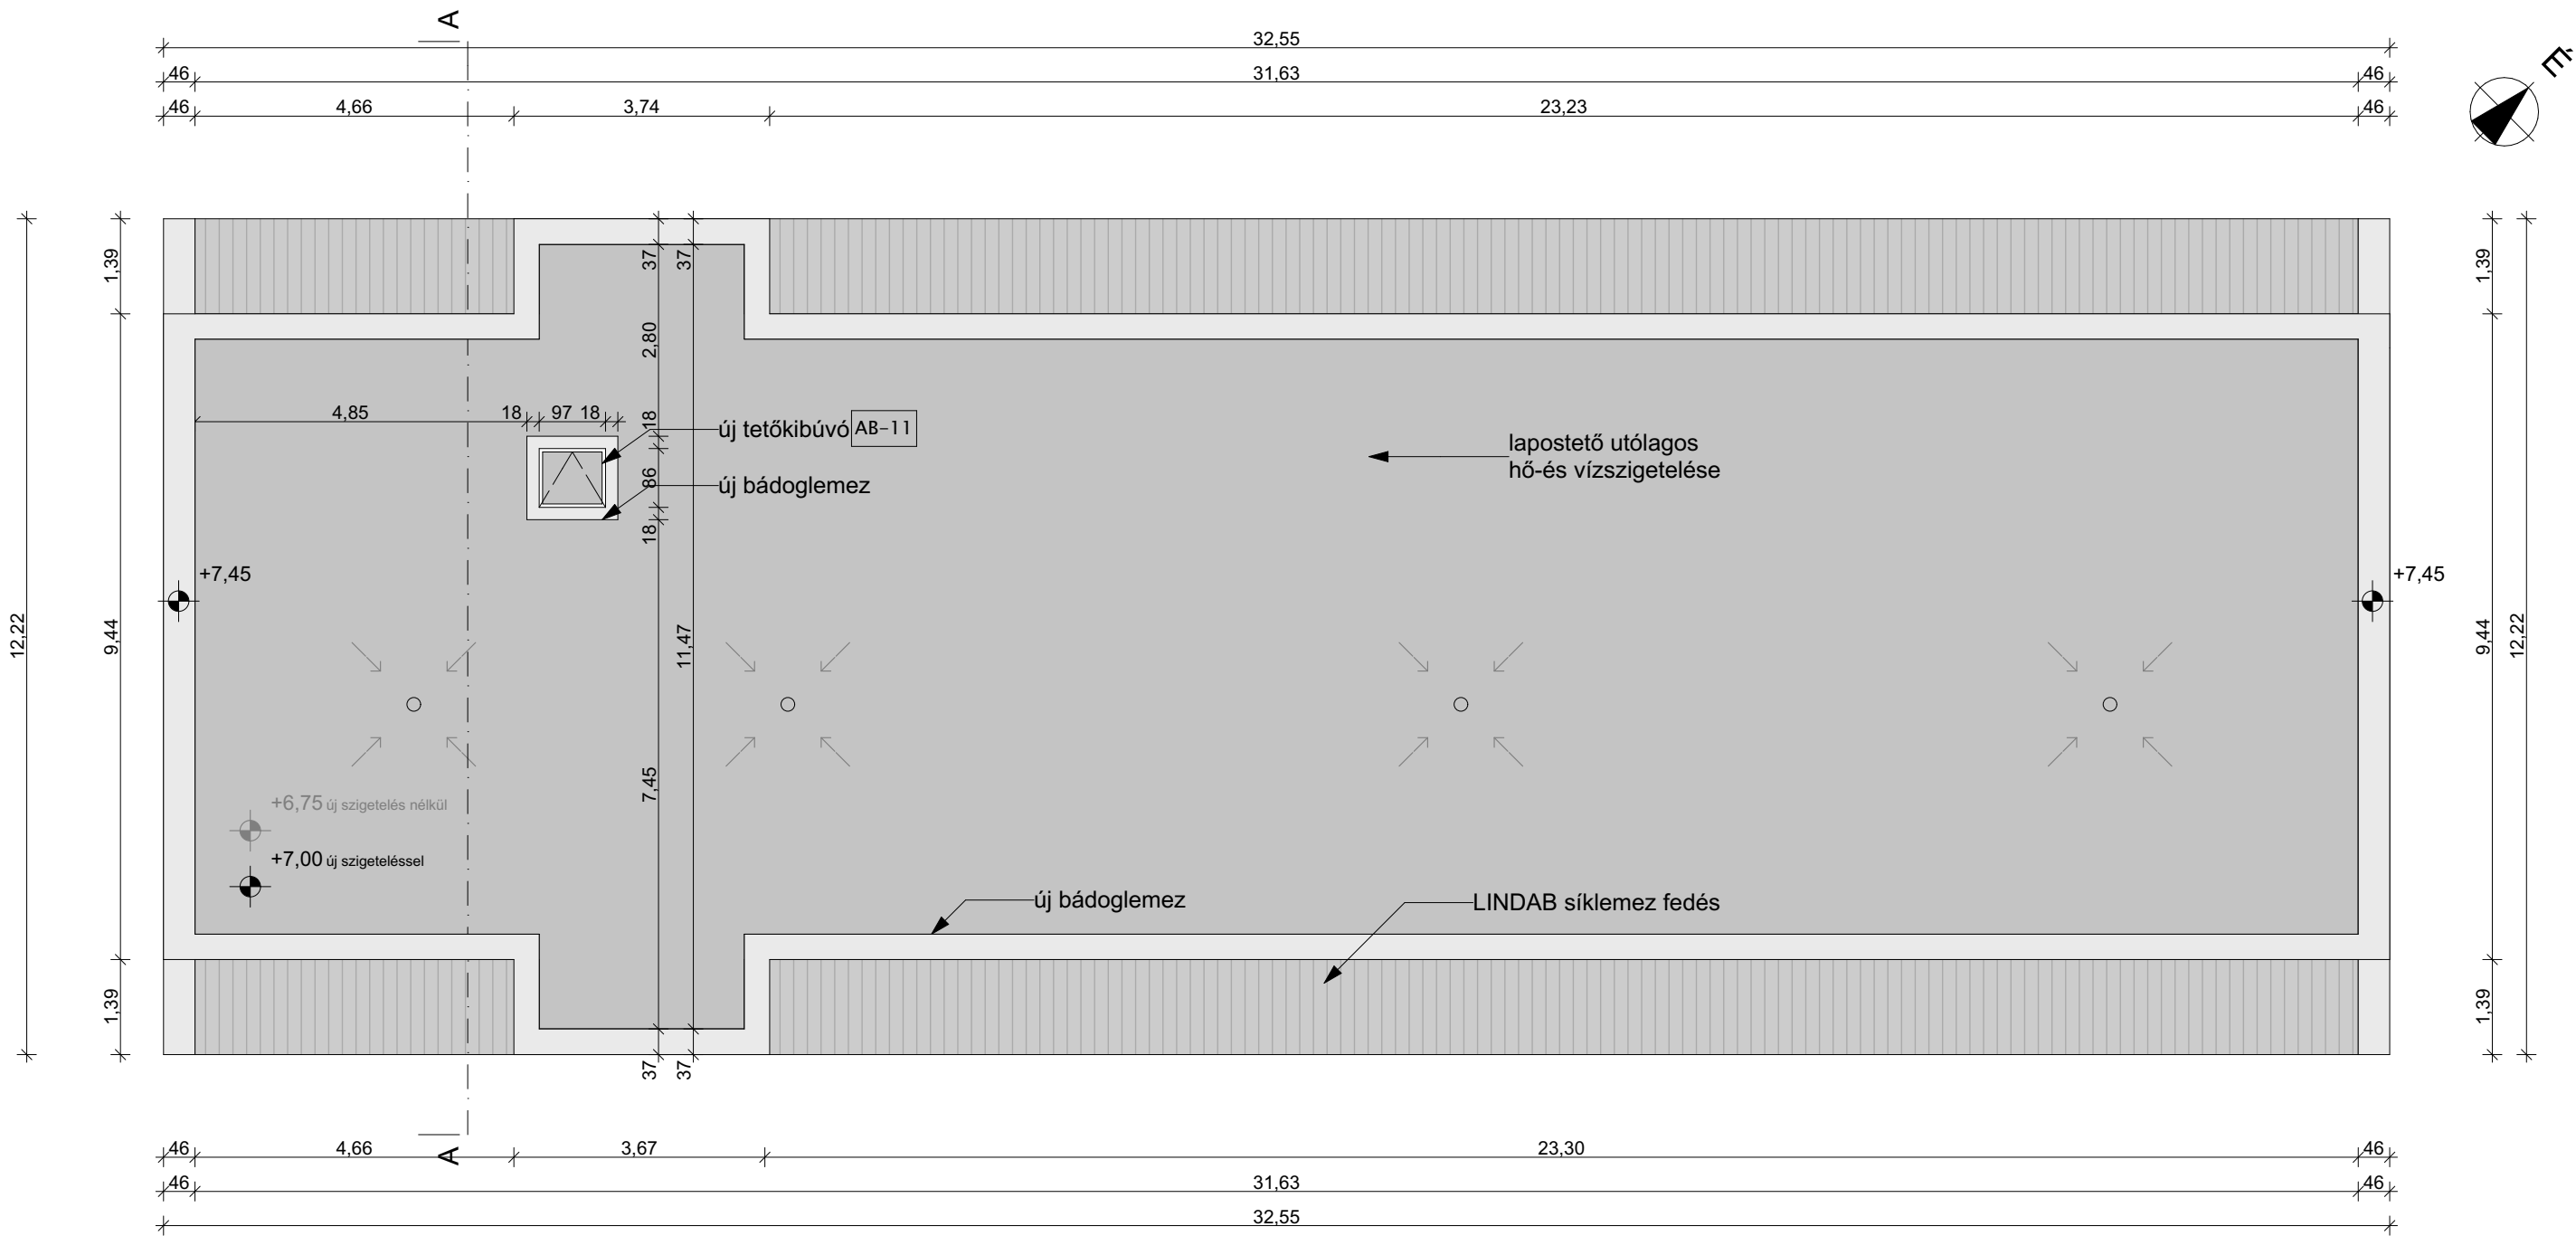 A
32,55
46 31,63 46
46 4,66 3,74 23,23 46
É
1,39
37 37
1,39
2,80
4,85 18 97 18
18
új tetőkibúvó AB-11
lapostető utólagos
hő-és vízszigetelése
86
új bádoglemez
18
+7,45
+7,45
12,22
9,44
11,47
9,44
12,22
7,45
+6,75 új szigetelés nélkül
+7,00 új szigeteléssel
új bádoglemez
LINDAB síklemez fedés
1,39
1,39
37 37
46 4,66 A 3,67 23,30 46
46 31,63 46
32,55